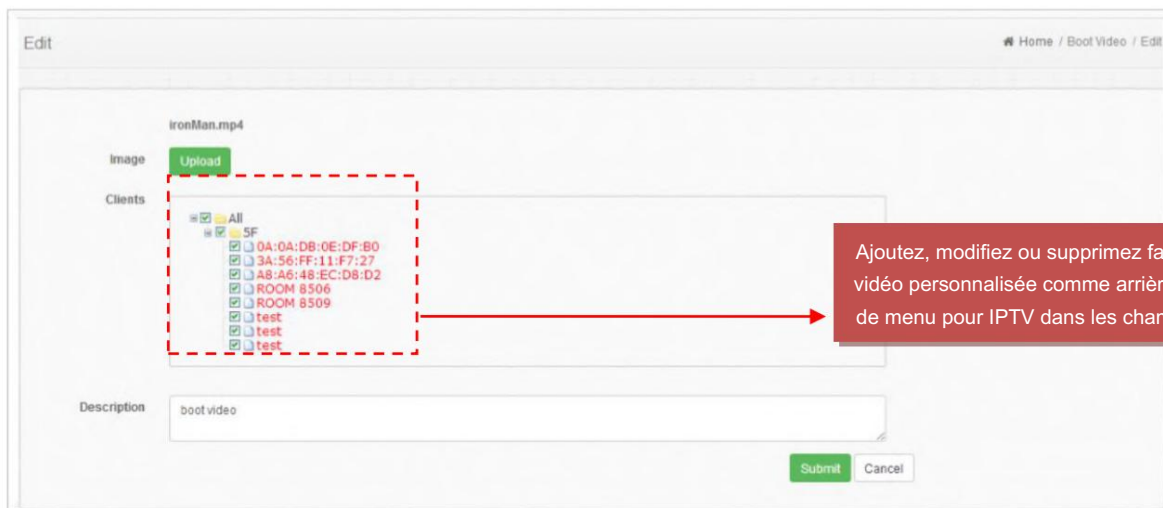 Edit
Home / Boot Video / Edit
ironMan.mp4
Image
Upload
Clients
All
5F
0A:0A:DB:0E:DF:B0
3A:56:FF:11:F7:27
A8:A6:48:EC:D8:D2
ROOM 8506
ROOM 8509
test
test
test
Ajoutez, modifiez ou supprimez fa
vidéo personnalisée comme arrièr
de menu pour IPTV dans les char
Description
boot video
Submit
Cancel